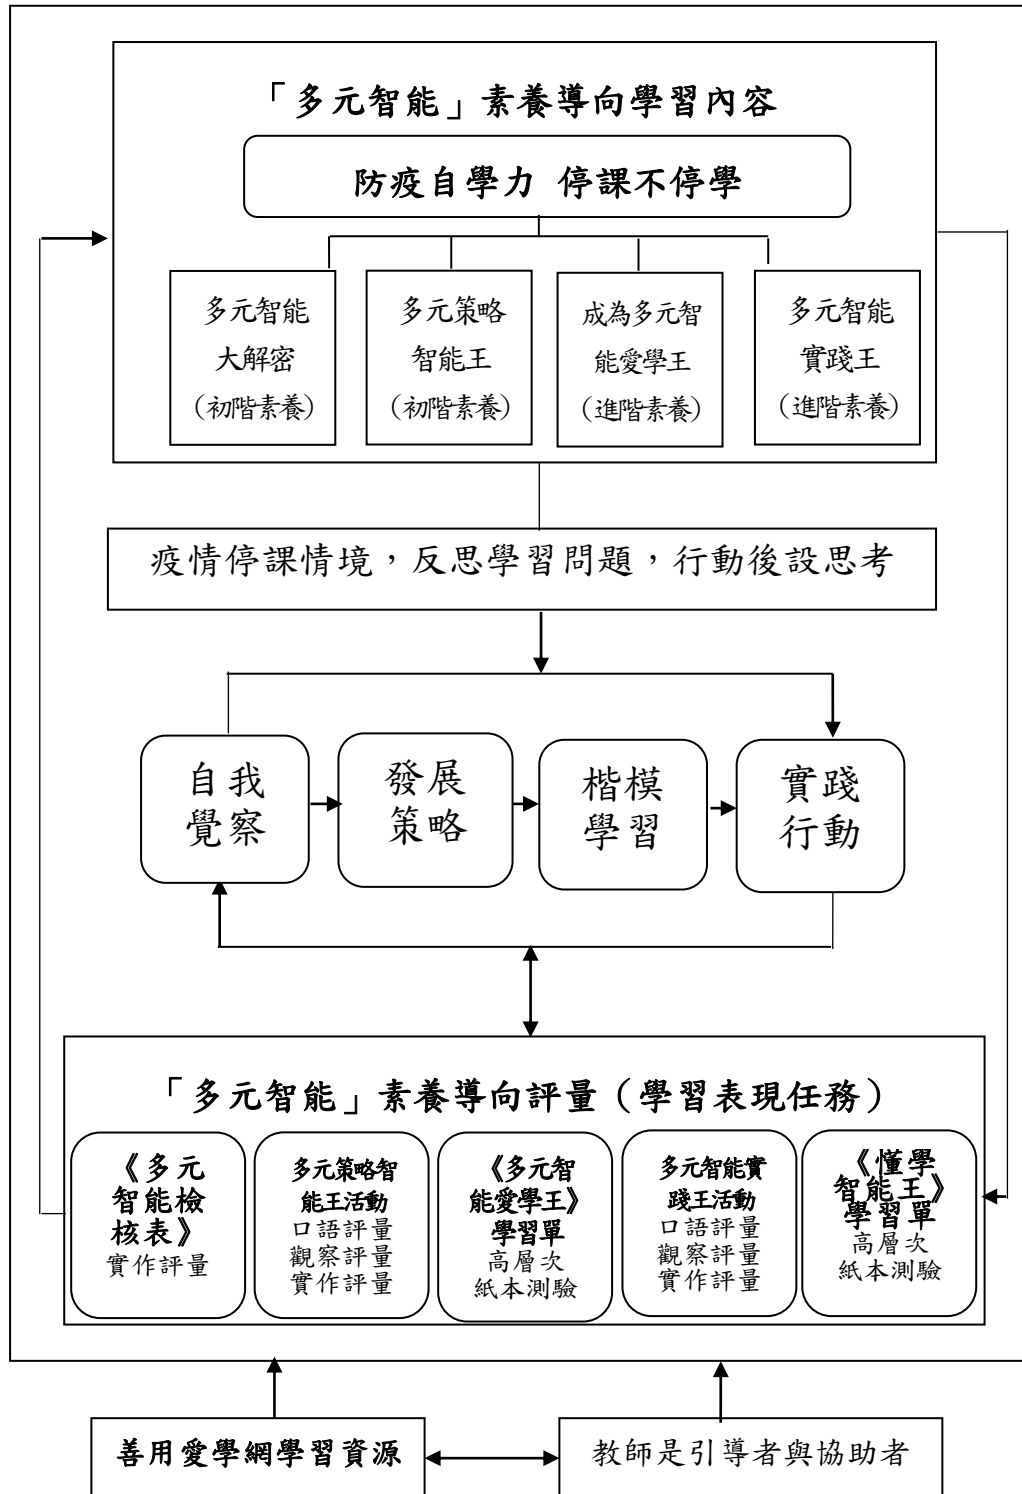 「多元智能」素養導向學習內容
防疫自學力 停課不停學
多元智能
大解密
(初階素養)
多元策略
智能王
(初階素養)
成為多元智
能愛學王
(進階素養)
多元智能
實踐王
(進階素養)
疫情停課情境，反思學習問題，行動後設思考
自我
覺察
發展
策略
楷模
學習
實踐
行動
「多元智能」素養導向評量（學習表現任務）
《多元
智能檢
核表》
實作評量
多元策略智
能王活動
口語評量
觀察評量
實作評量
《多元智
能愛學王》
學習單
高層次
紙本測驗
多元智能實
踐王活動
口語評量
觀察評量
實作評量
《懂學
智能王》
學習單
高層次
紙本測驗
善用愛學網學習資源
教師是引導者與協助者